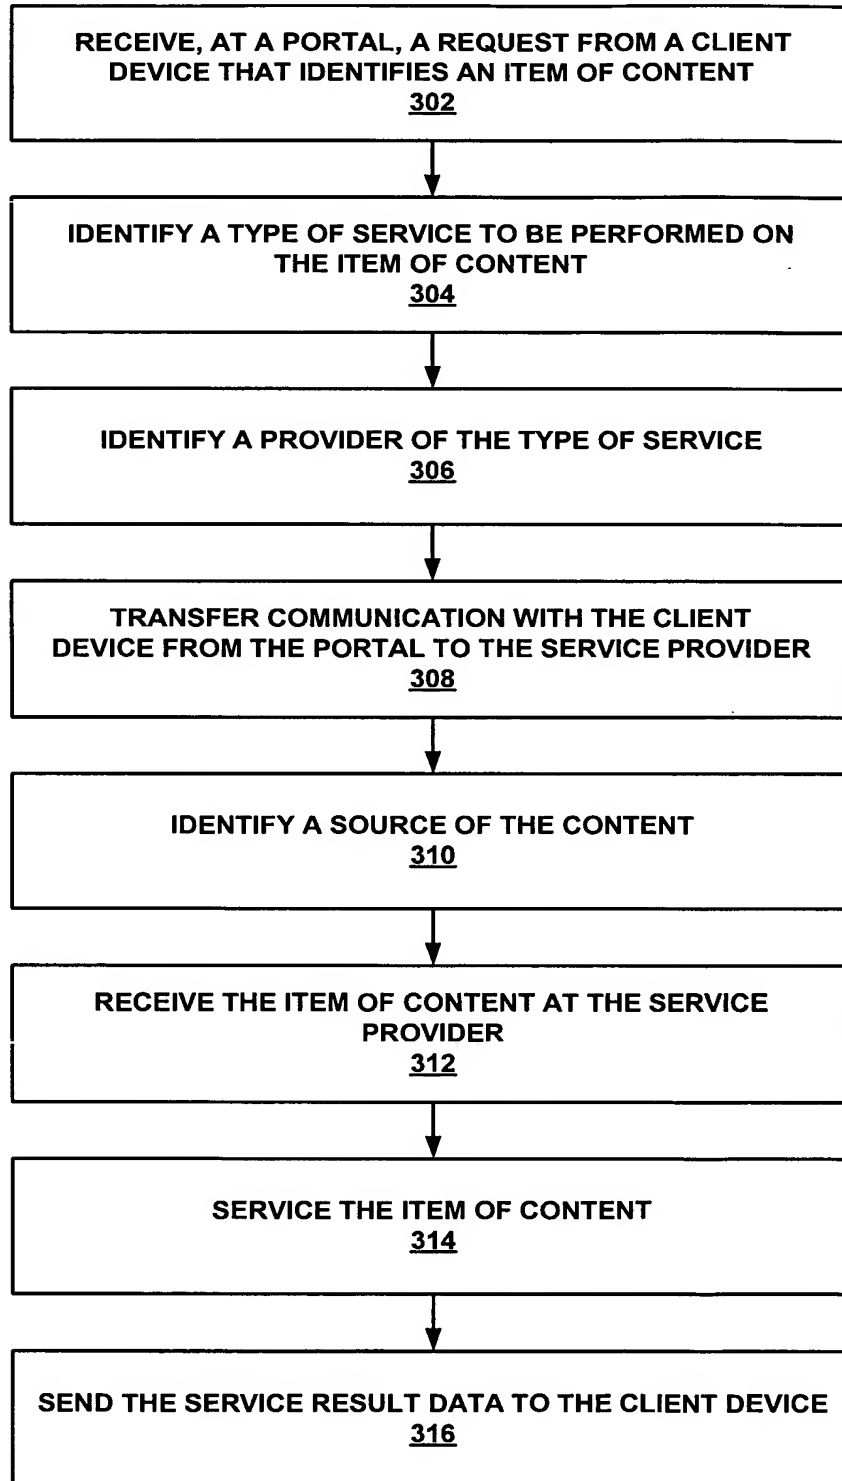 RECEIVE, AT A PORTAL, A REQUEST FROM A CLIENT
DEVICE THAT IDENTIFIES AN ITEM OF CONTENT
302
IDENTIFY A TYPE OF SERVICE TO BE PERFORMED ON
THE ITEM OF CONTENT
304
IDENTIFY A PROVIDER OF THE TYPE OF SERVICE
306
TRANSFER COMMUNICATION WITH THE CLIENT
DEVICE FROM THE PORTAL TO THE SERVICE PROVIDER
308
IDENTIFY A SOURCE OF THE CONTENT
310
RECEIVE THE ITEM OF CONTENT AT THE SERVICE
PROVIDER
312
SERVICE THE ITEM OF CONTENT
314
SEND THE SERVICE RESULT DATA TO THE CLIENT DEVICE
316